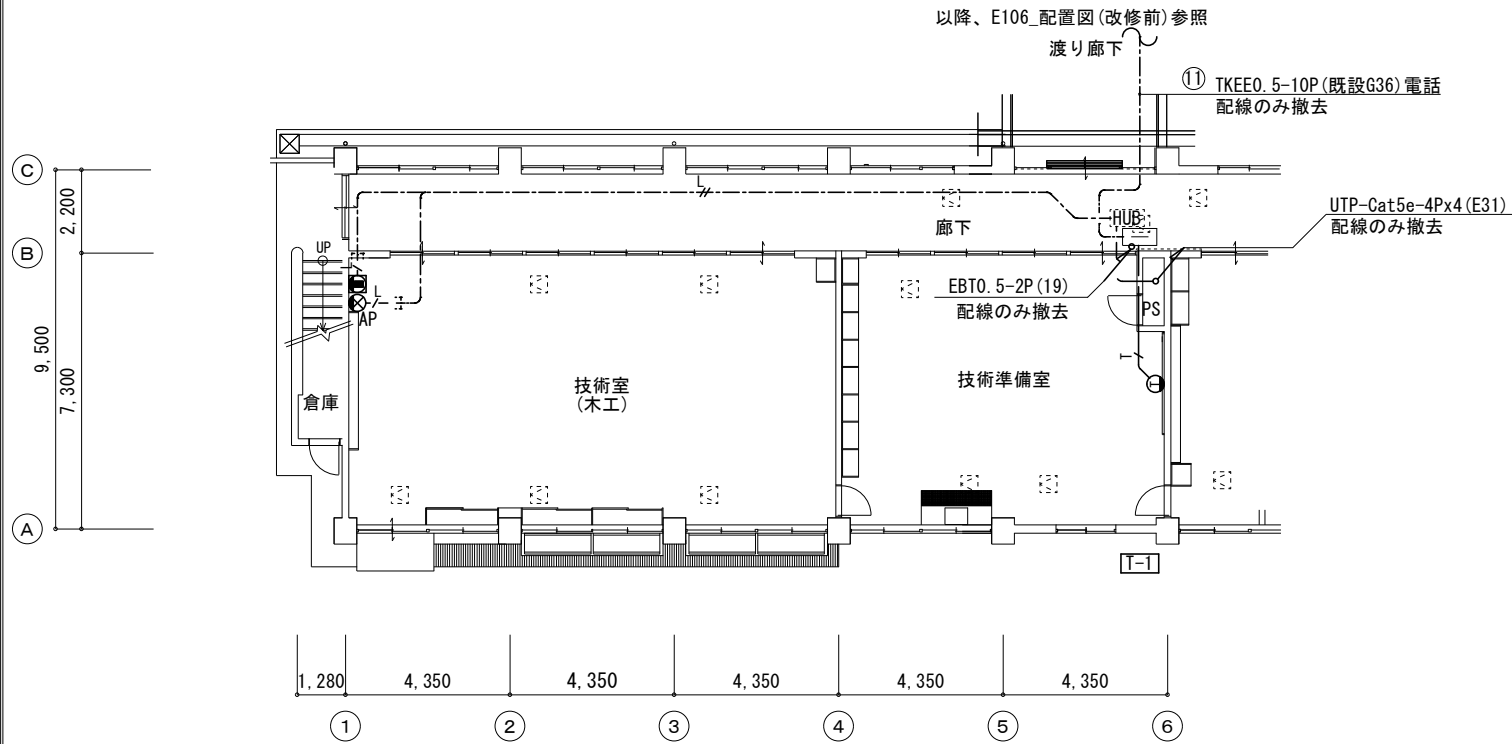 以降、E106_配置図(改修前)参照
渡り廊下
⑪ TKEE0.5-10P(既設G36)電話
配線のみ撤去
C
2,200
L
UTP-Cat5e-4Px4(E31)
配線のみ撤去
HUB
廊下
B
UP
L
L
EBT0.5-2P(19)
配線のみ撤去
AP
PS
9,500
7,300
T
技術室
(木工)
技術準備室
T
倉庫
A
T-1
1,280
4,350
4,350
4,350
4,350
4,350
1
2
3
4
5
6